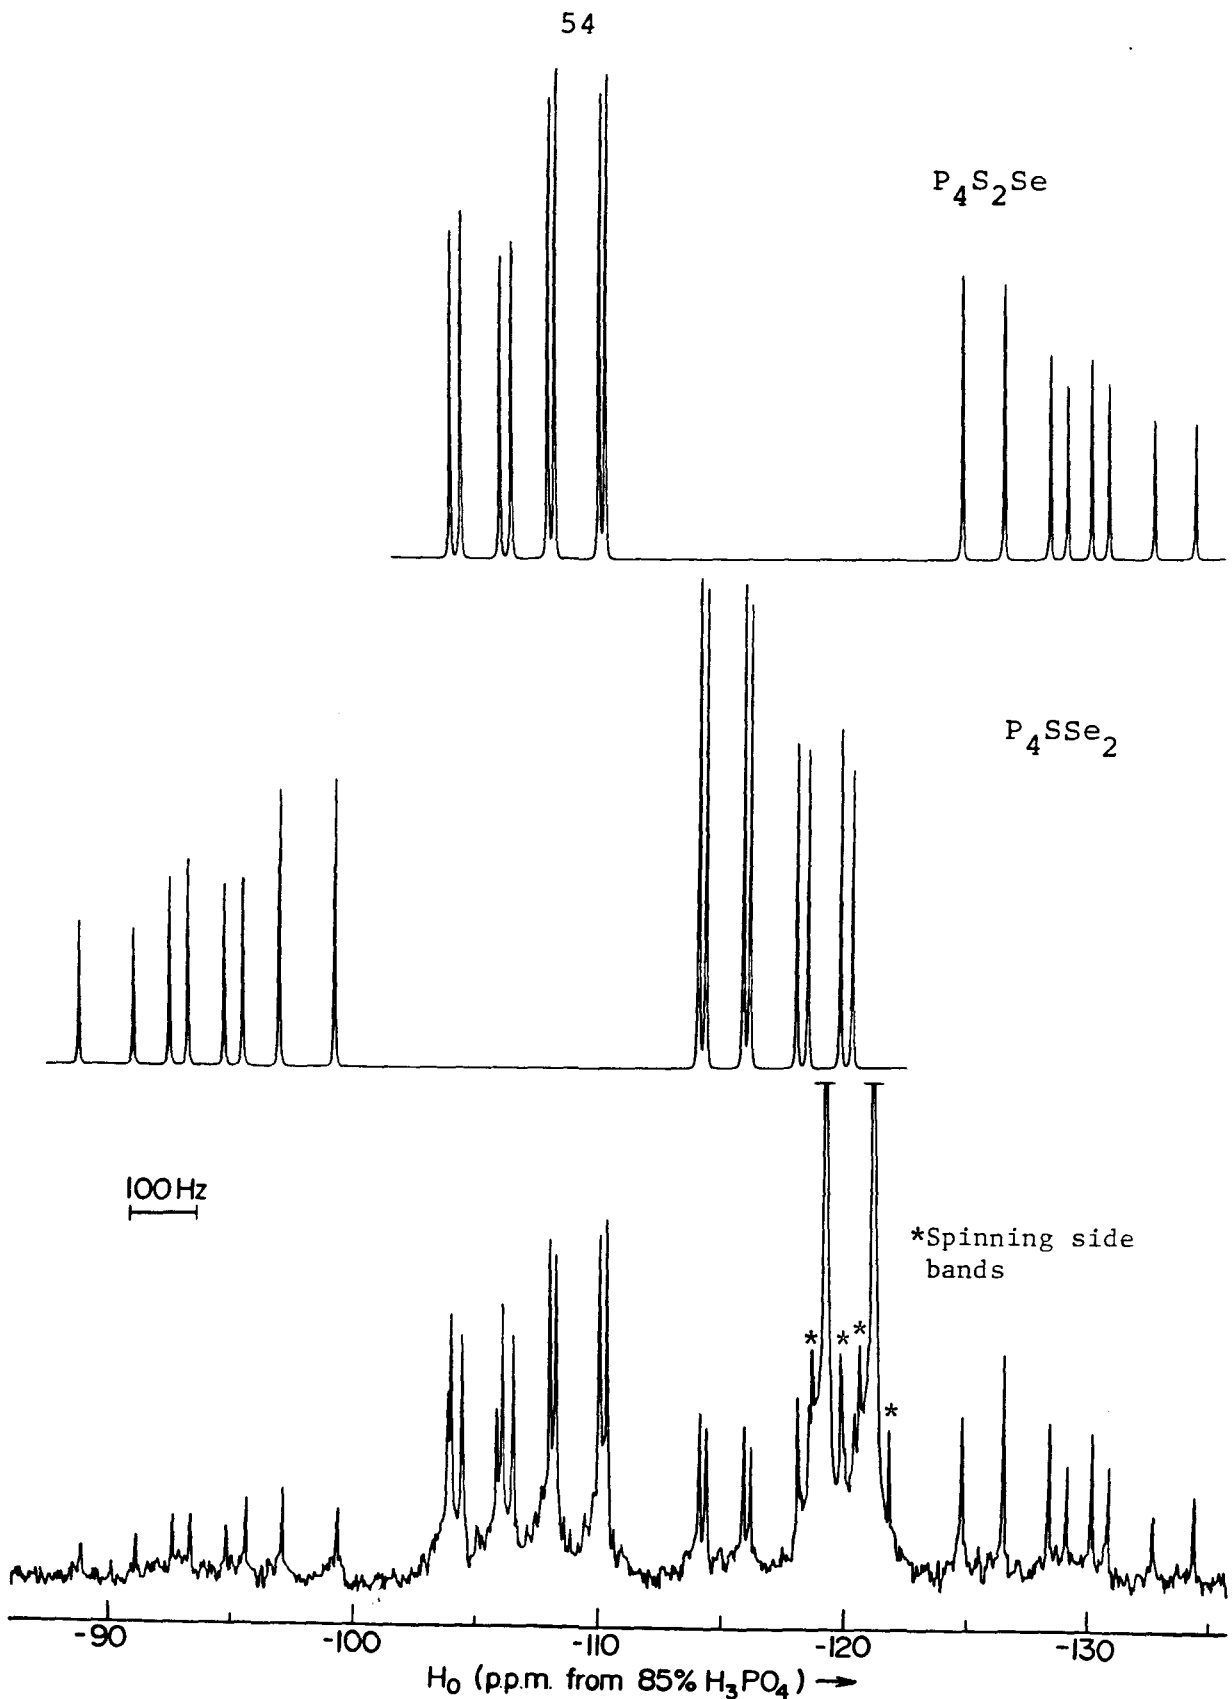 54
P₄S₂Se
P₄SSe₂
100 Hz
*Spinning side
bands
*
*
*
*
-90
-100
-110
-120
-130
H₀ (p.p.m. from 85% H₃PO₄) →